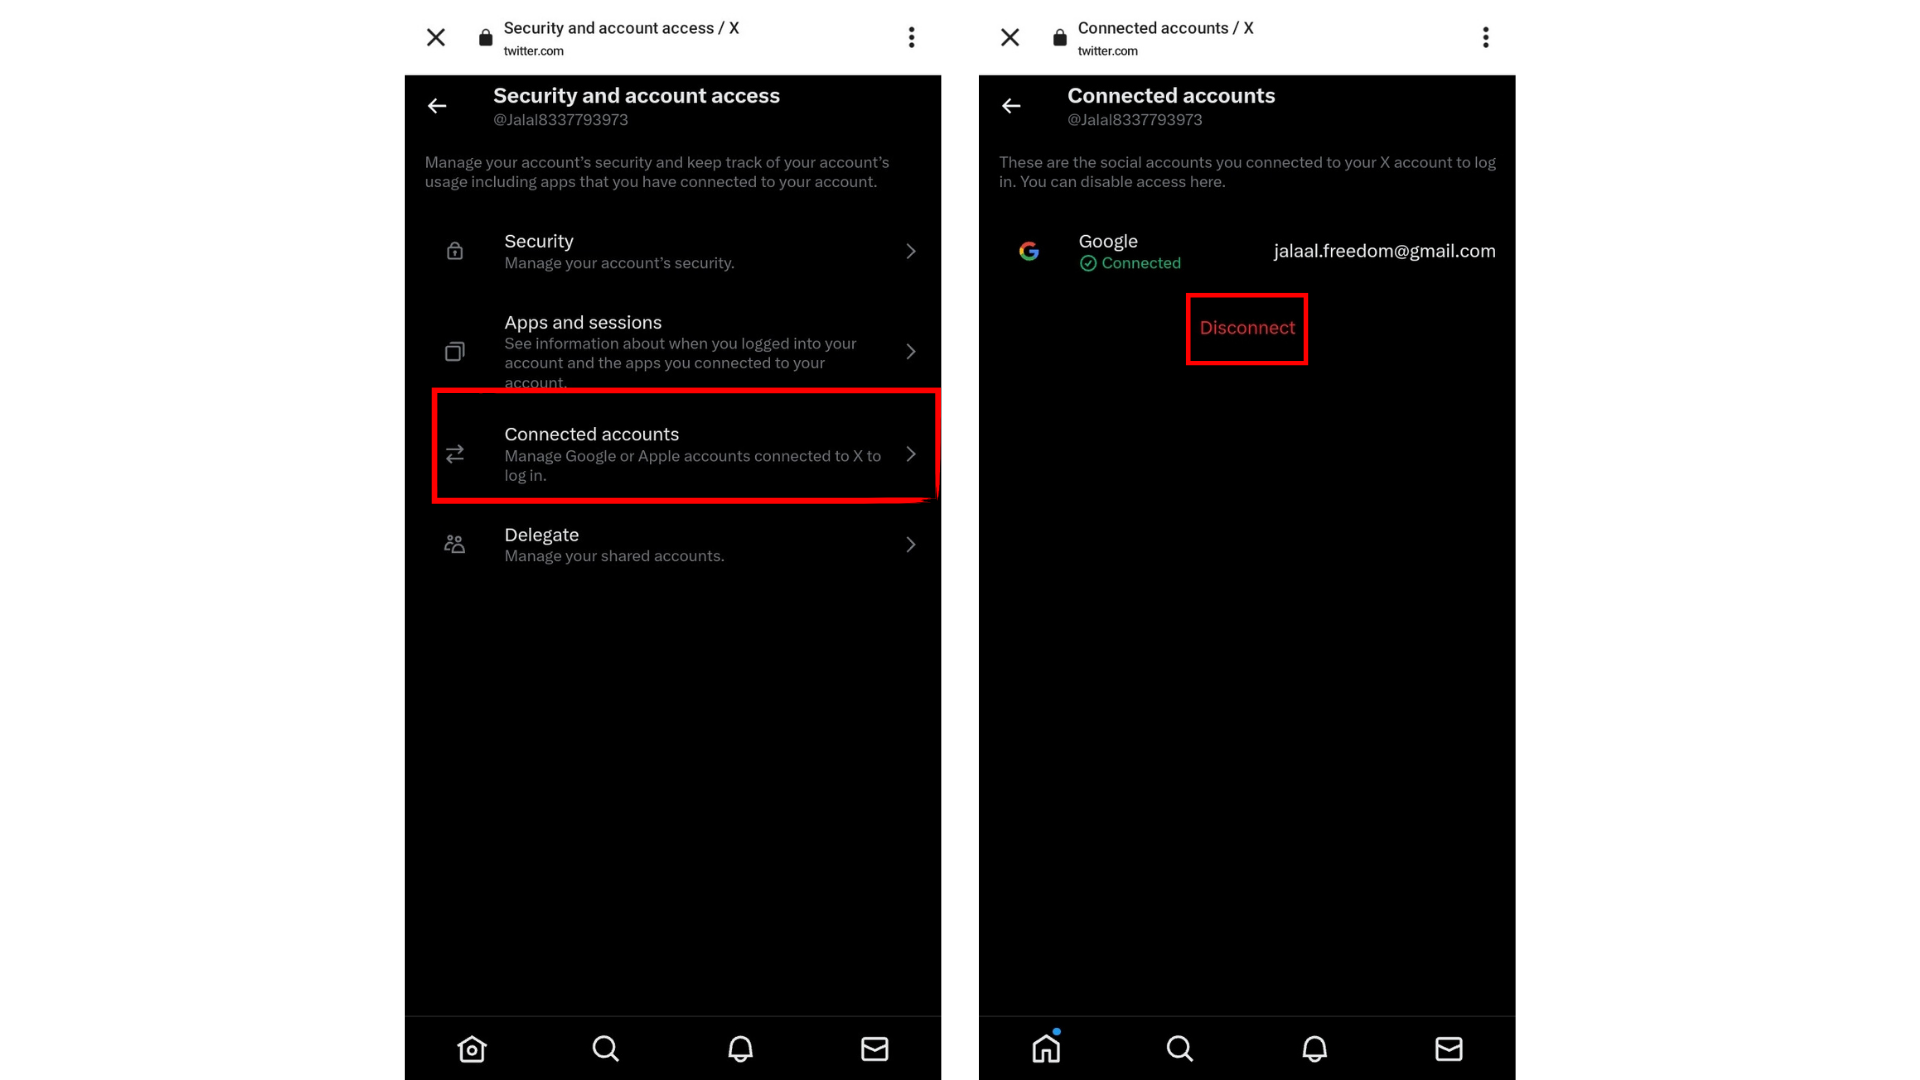 Security and account access / X
twitter.com
Security and account access
@Jalal8337793973
Manage your account’s security and keep track of your account’s
usage including apps that you have connected to your account.
Security
Manage your account’s security.
Apps and sessions
See information about when you logged into your
account and the apps you connected to your
account.
Connected accounts
Manage Google or Apple accounts connected to X to
log in.
Delegate
Manage your shared accounts.
Connected accounts / X
twitter.com
Connected accounts
@Jalal8337793973
These are the social accounts you connected to your X account to log
in. You can disable access here.
Google
jalaal.freedom@gmail.com
Connected
Disconnect